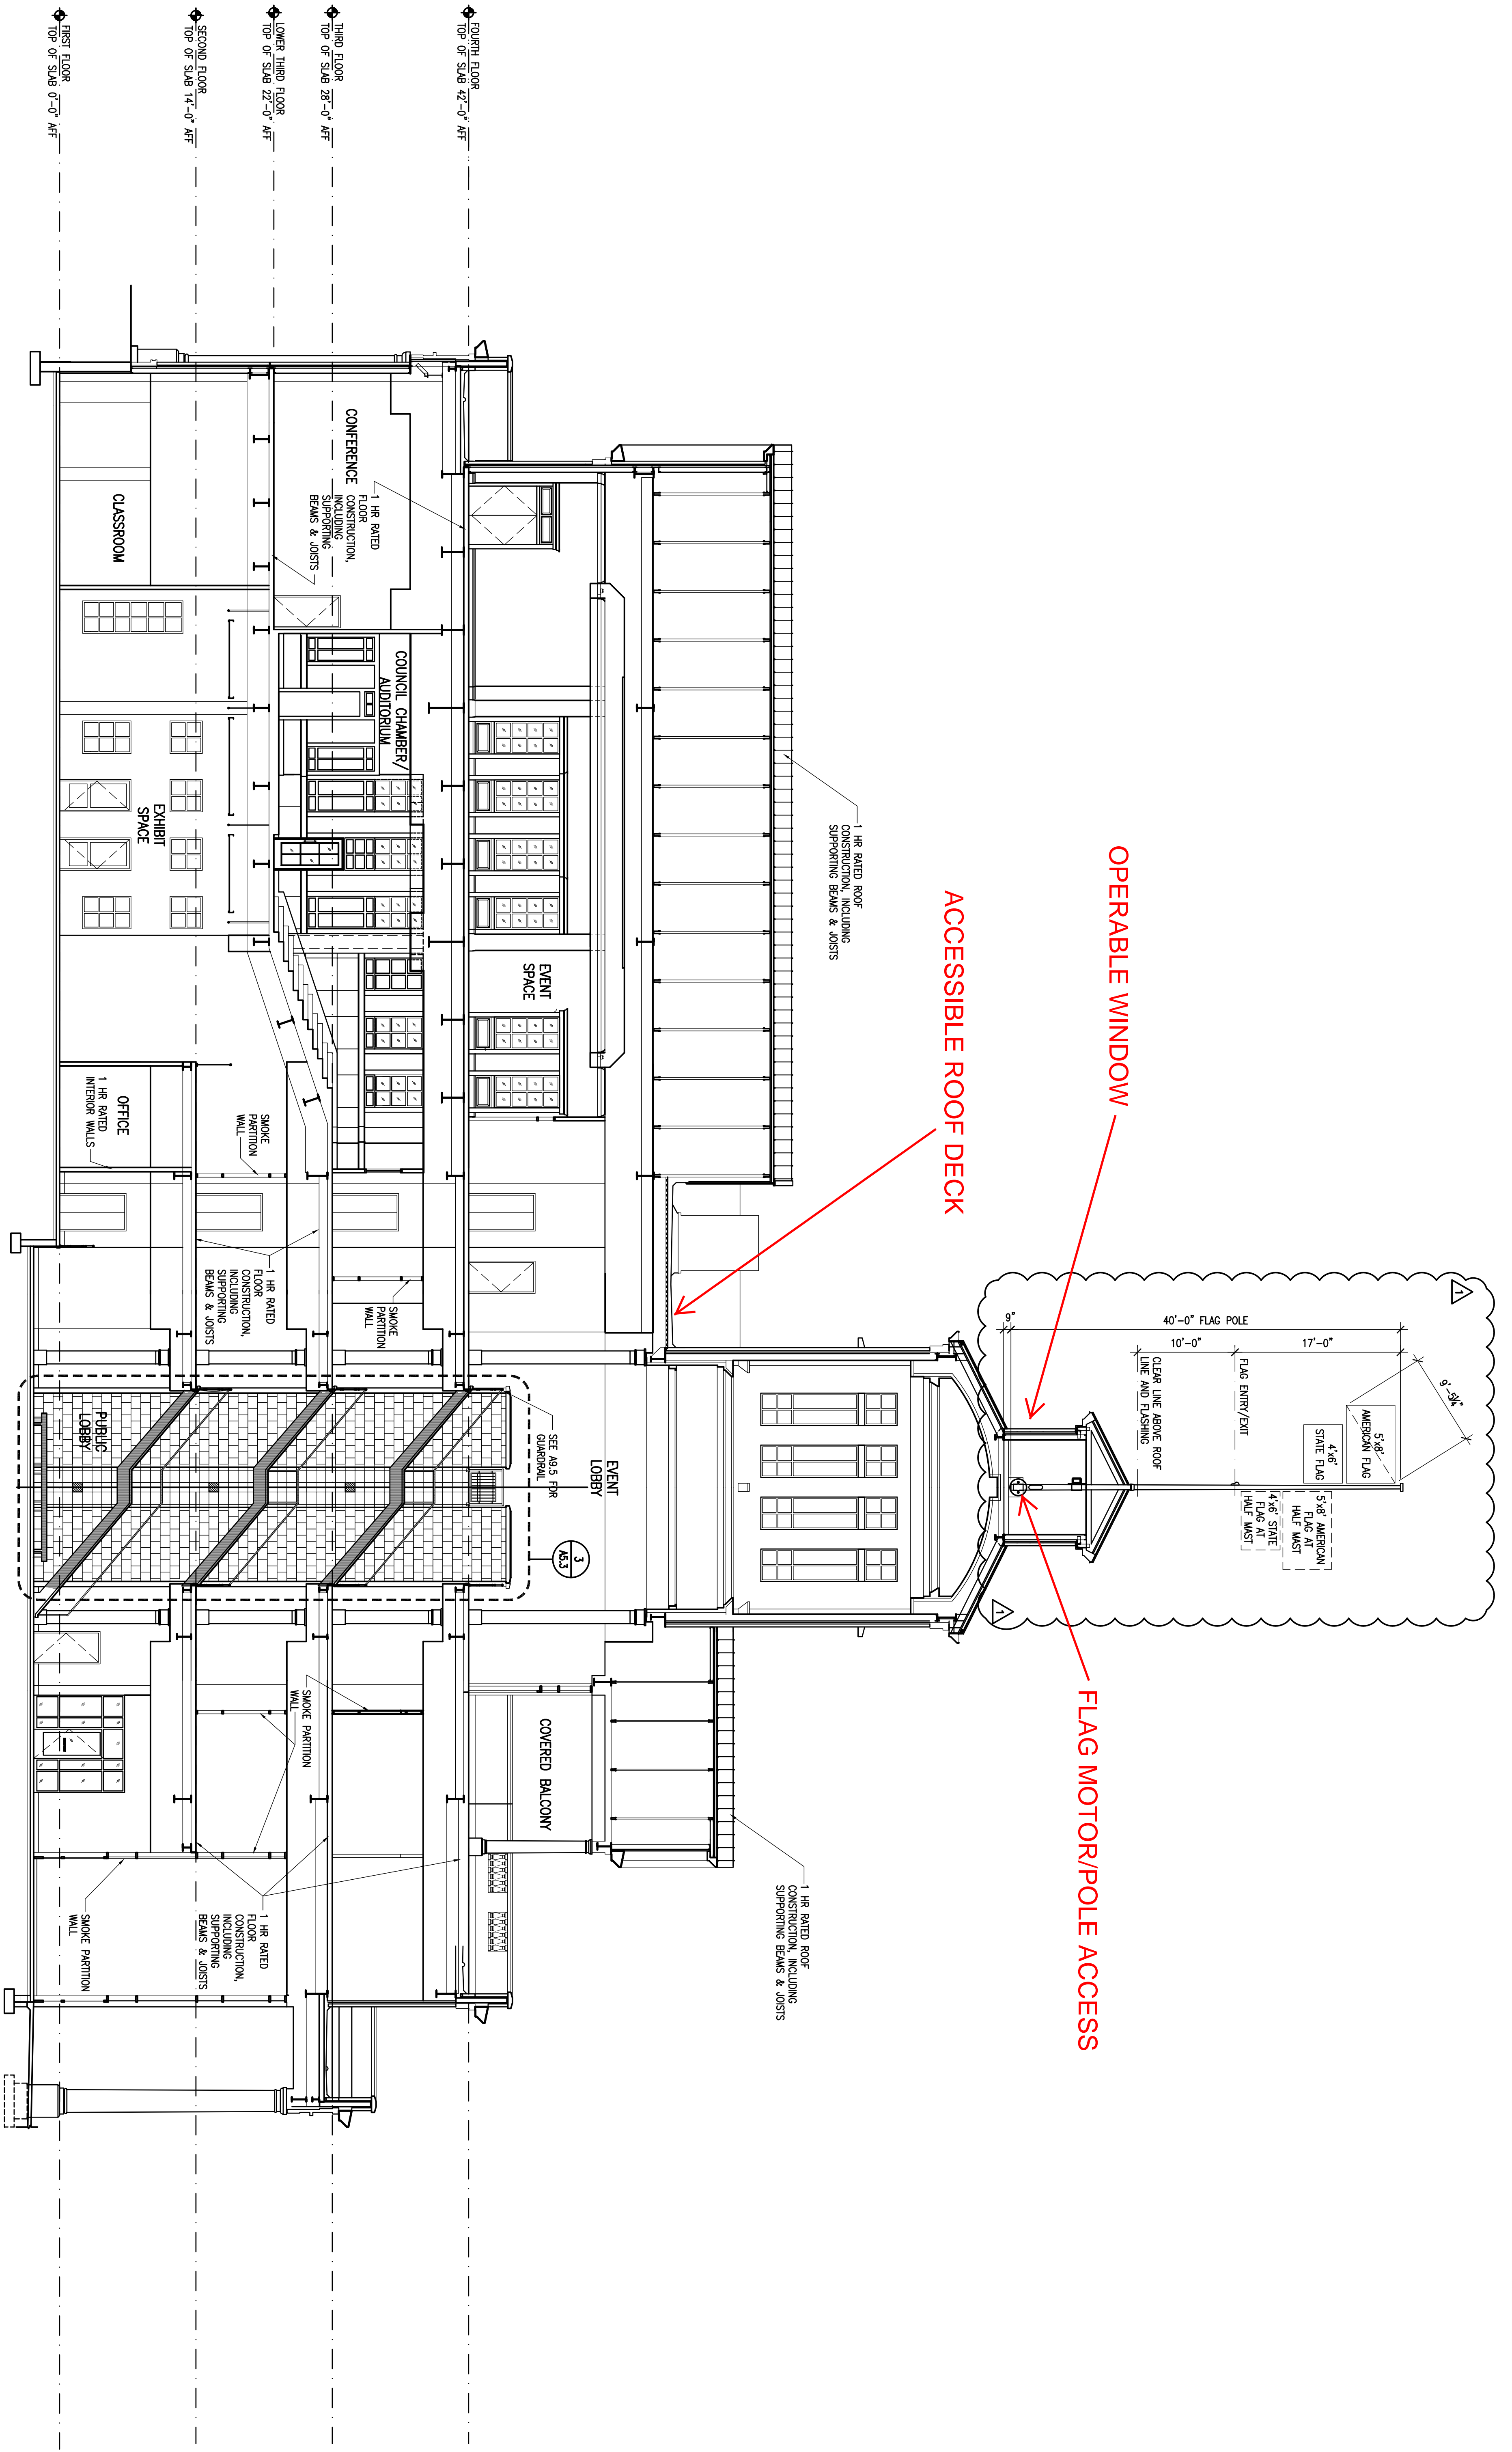 OPERABLE WINDOW
ACCESSIBLE ROOF DECK
FLAG MOTOR/POLE ACCESS
1
40'-0" FLAG POLE
9"
10'-0"
17'-0"
9'-5¼"
CLEAR LINE ABOVE ROOF
LINE AND FLASHING
FLAG ENTRY/EXIT
5'x8'
AMERICAN FLAG
4'x6'
STATE FLAG
5'x8' AMERICAN
FLAG AT
HALF MAST
4'x6' STATE
FLAG AT
HALF MAST
1
1 HR RATED ROOF
CONSTRUCTION, INCLUDING
SUPPORTING BEAMS & JOISTS
1 HR RATED ROOF
CONSTRUCTION, INCLUDING
SUPPORTING BEAMS & JOISTS
FOURTH FLOOR
TOP OF SLAB 42'-0" AFF
THIRD FLOOR
TOP OF SLAB 28'-0" AFF
LOWER THIRD FLOOR
TOP OF SLAB 22'-0" AFF
SECOND FLOOR
TOP OF SLAB 14'-0" AFF
FIRST FLOOR
TOP OF SLAB 0'-0" AFF
EVENT
SPACE
EVENT
LOBBY
3
A5.3
SEE A9.5 FOR
GUARDRAIL
COVERED BALCONY
CONFERENCE
1 HR RATED
FLOOR
CONSTRUCTION,
INCLUDING
SUPPORTING
BEAMS & JOISTS
COUNCIL CHAMBER/
AUDITORIUM
SMOKE
PARTITION
WALL
SMOKE PARTITION
WALL
SMOKE
PARTITION
WALL
1 HR RATED
FLOOR
CONSTRUCTION,
INCLUDING
SUPPORTING
BEAMS & JOISTS
1 HR RATED
FLOOR
CONSTRUCTION,
INCLUDING
SUPPORTING
BEAMS & JOISTS
CLASSROOM
EXHIBIT
SPACE
OFFICE
1 HR RATED
INTERIOR WALLS
PUBLIC
LOBBY
SMOKE PARTITION
WALL